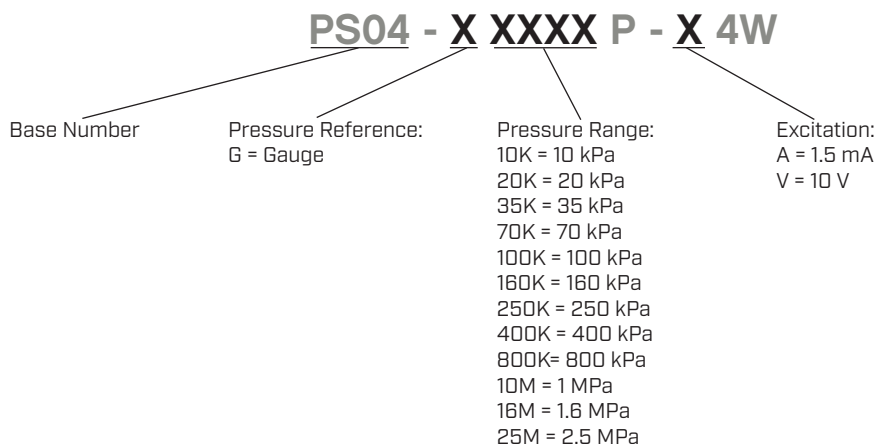 PS04 - X XXXX P - X 4W
Base Number
Pressure Reference:
G = Gauge
Pressure Range:
10K = 10 kPa
20K = 20 kPa
35K = 35 kPa
70K = 70 kPa
100K = 100 kPa
160K = 160 kPa
250K = 250 kPa
400K = 400 kPa
800K= 800 kPa
10M = 1 MPa
16M = 1.6 MPa
25M = 2.5 MPa
Excitation:
A = 1.5 mA
V = 10 V